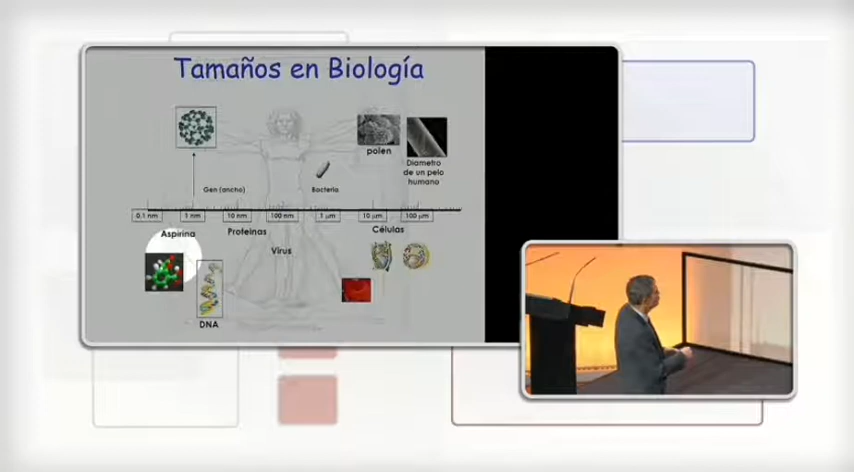 Tamaños en Biología
polen
Diametro
de un pelo
humano
Gen (ancho)
Bacteria
0.1 nm
1 nm
10 nm
100 nm
1 µm
10 µm
100 µm
Aspirina
Proteinas
Células
Virus
DNA